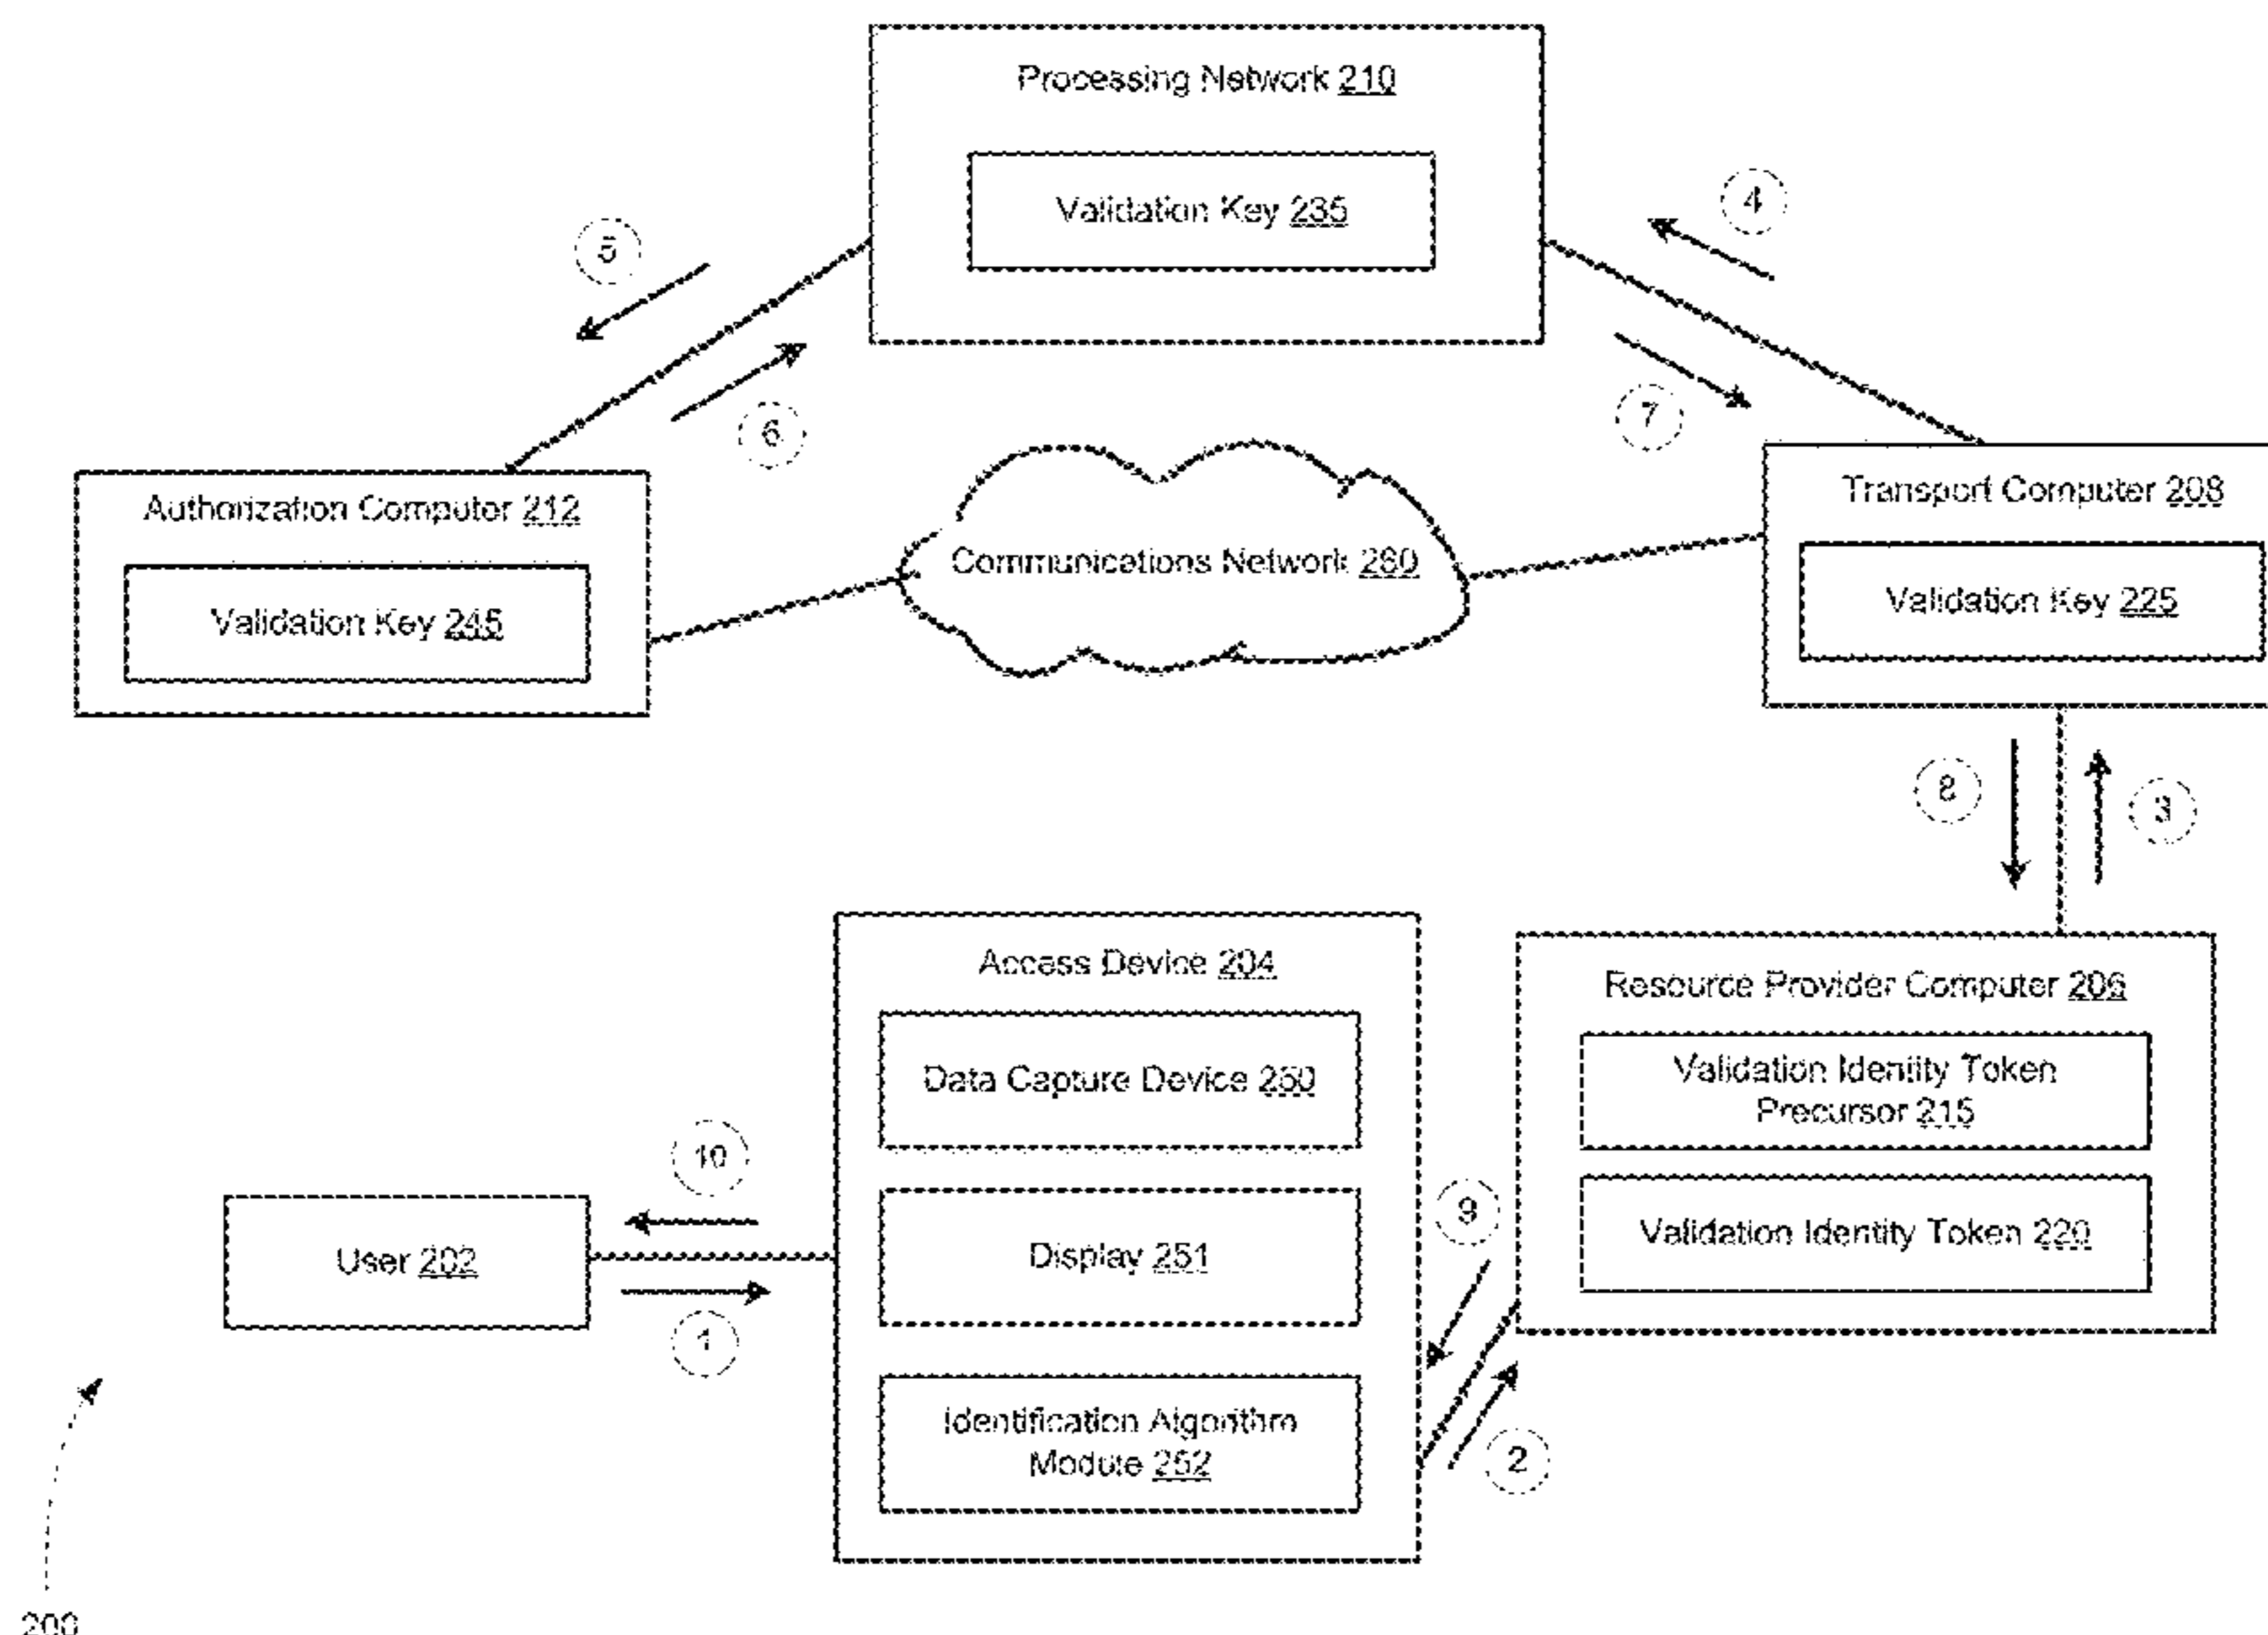 Processing Network 210
Validation Key 235
4
5
7
6
Authorization Computer 212
Validation Key 245
Communications Network 260
Transport Computer 208
Validation Key 225
8
3
Access Device 204
Data Capture Device 250
Display 251
Identification Algorithm
Module 252
Resource Provider Computer 206
Validation Identity Token
Precursor 215
Validation Identity Token 220
10
9
User 202
1
2
200